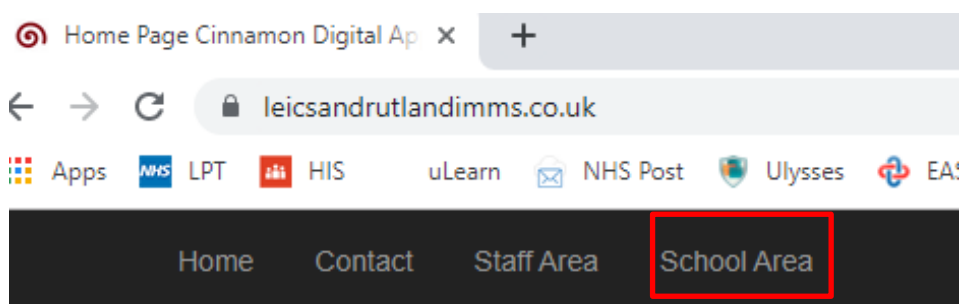 Home Page Cinnamon Digital Ap
leicsandrutlandimms.co.uk
Apps NHS LPT HIS uLearn NHS Post Ulysses EAS
Home Contact Staff Area School Area